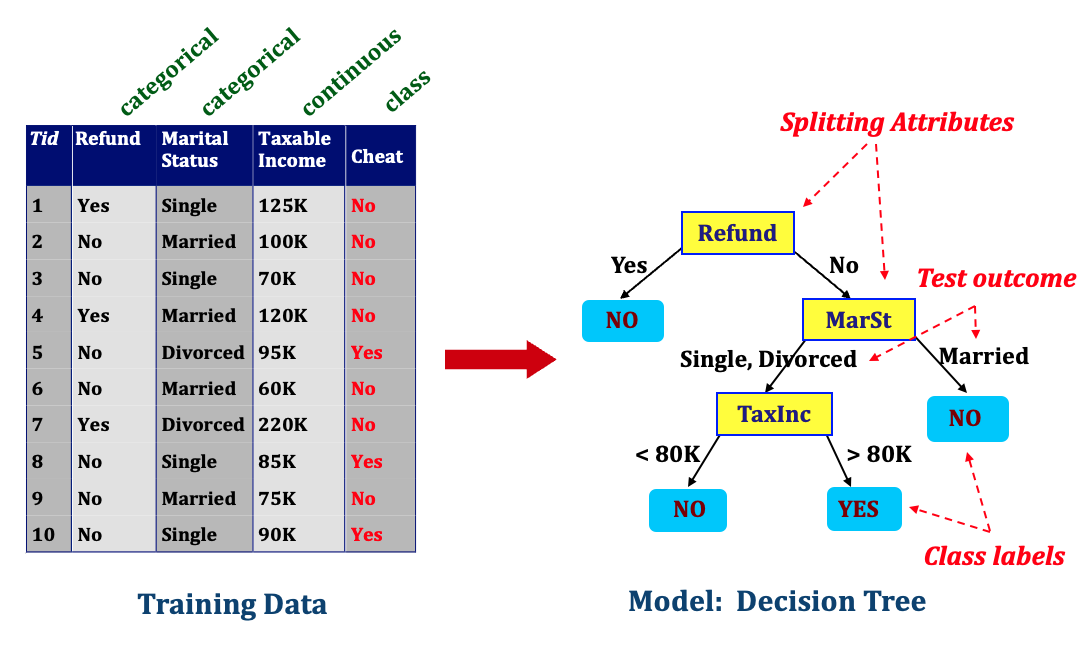 categorical
categorical
continuous
class
Tid Refund Marital Status Taxable Income Cheat
1 Yes Single 125K No
2 No Married 100K No
3 No Single 70K No
4 Yes Married 120K No
5 No Divorced 95K Yes
6 No Married 60K No
7 Yes Divorced 220K No
8 No Single 85K Yes
9 No Married 75K No
10 No Single 90K Yes
Training Data
Splitting Attributes
Refund
Yes No
Test outcome
NO MarSt
Single, Divorced Married
TaxInc NO
< 80K > 80K
NO YES
Class labels
Model: Decision Tree